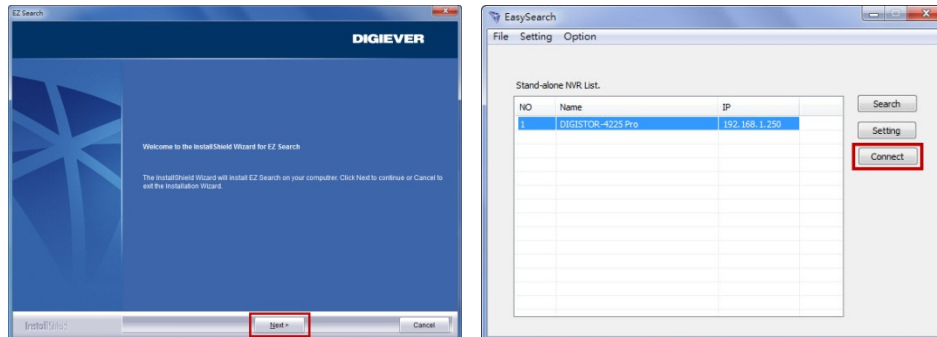 EZ Search
DIGIEVER
Welcome to the InstallShield Wizard for EZ Search
The InstallShield Wizard will install EZ Search on your computrer. Click Next to continue or Cancel to
exit the Installation Wizard.
InstallShield
Next >
Cancel
EasySearch
File Setting Option
Stand-alone NVR List.
NO Name IP
1 DIGISTOR-4225 Pro 192.168.1.250
Search
Setting
Connect